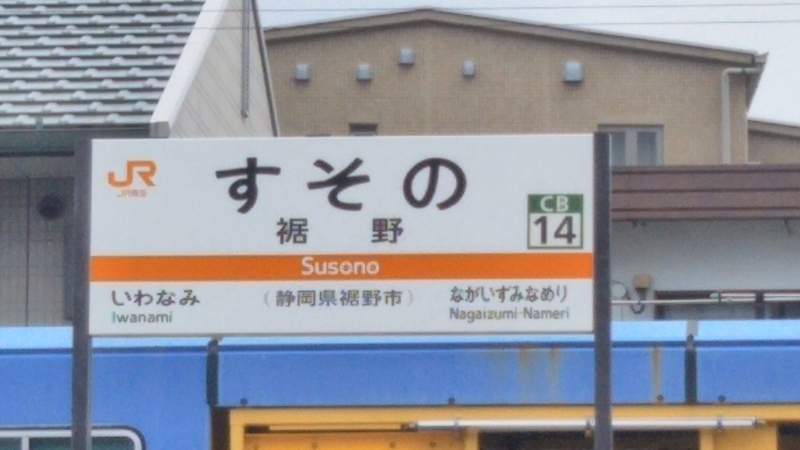 JR
JR東海
すその
裾野
CB
14
Susono
いわなみ
Iwanami
(静岡県裾野市)
ながいずみなめり
Nagaizumi-Nameri